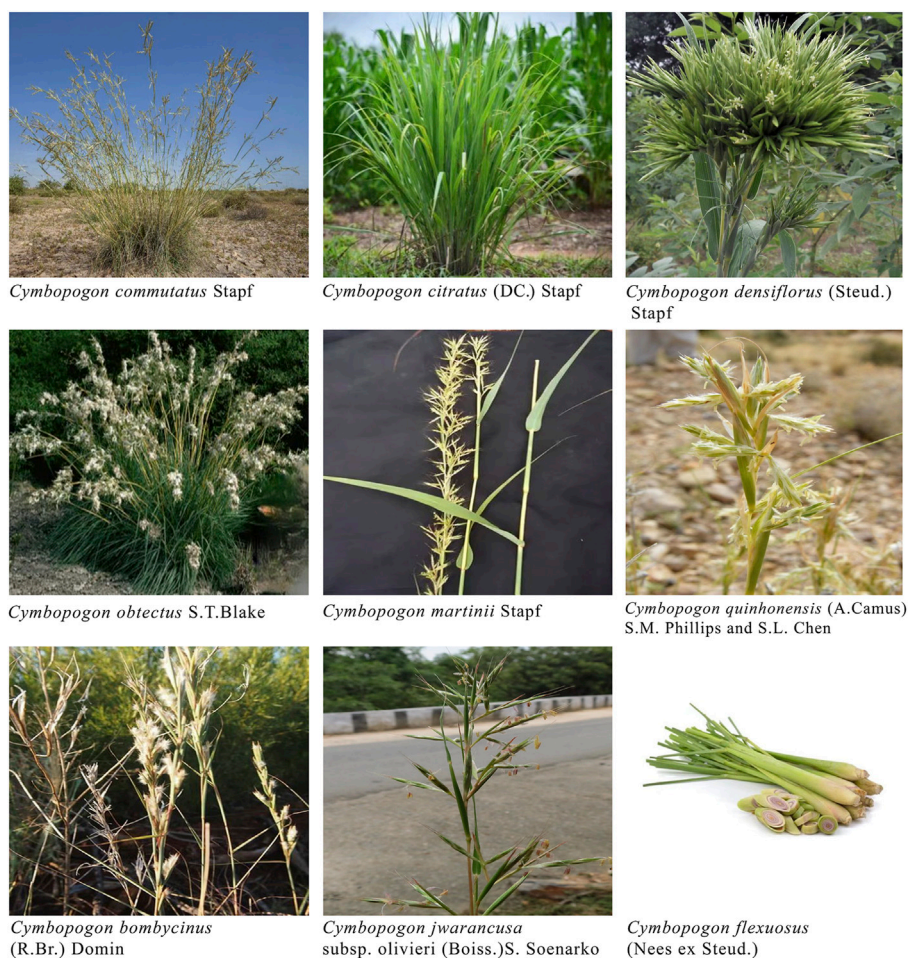 Cymbopogon commutatus Stapf
Cymbopogon citratus (DC.) Stapf
Cymbopogon densiflorus (Steud.)
Stapf
Cymbopogon obtectus S.T.Blake
Cymbopogon martinii Stapf
Cymbopogon quinhonensis (A.Camus)
S.M. Phillips and S.L. Chen
Cymbopogon bombycinus
(R.Br.) Domin
Cymbopogon jwarancusa
subsp. olivieri (Boiss.)S. Soenarko
Cymbopogon flexuosus
(Nees ex Steud.)